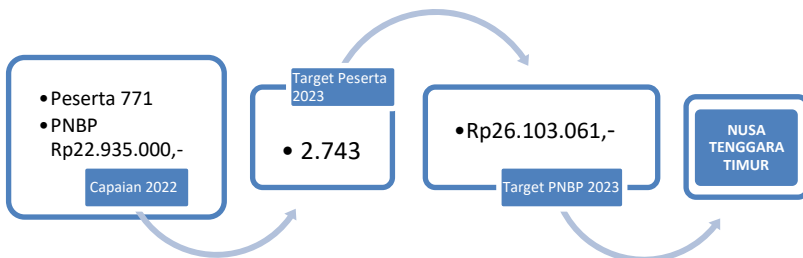 •Peserta 771
•PNBP
Rp22.935.000,-
Capaian 2022
Target Peserta
2023
• 2.743
•Rp26.103.061,-
Target PNBP 2023
NUSA
TENGGARA
TIMUR